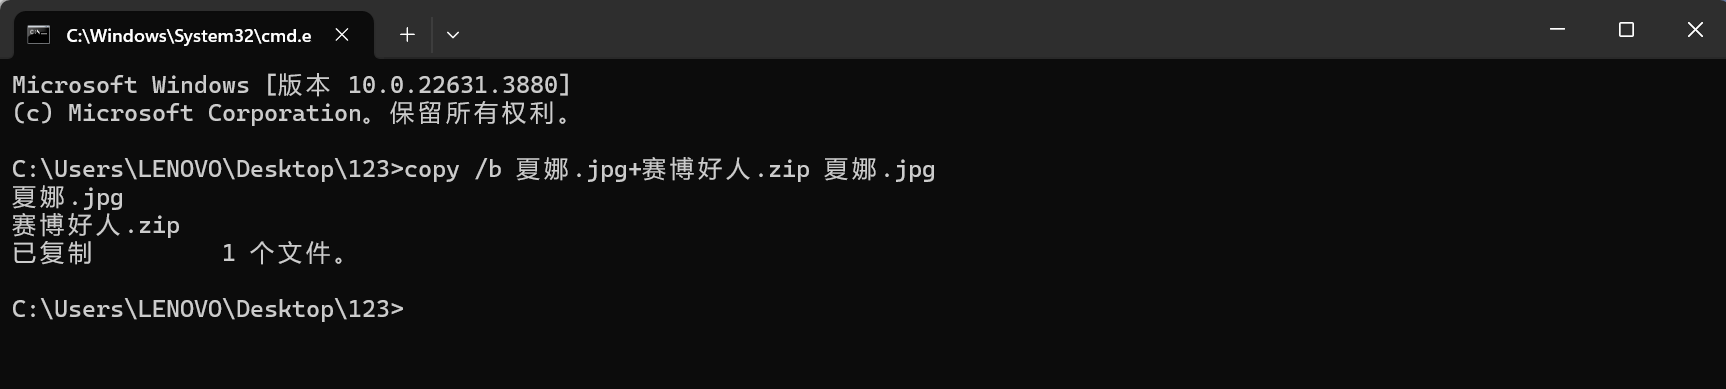 C:\Windows\System32\cmd.e
Microsoft Windows [版本 10.0.22631.3880]
(c) Microsoft Corporation。保留所有权利。
C:\Users\LENOVO\Desktop\123>copy /b 夏娜.jpg+赛博好人.zip 夏娜.jpg
夏娜.jpg
赛博好人.zip
已复制         1 个文件。
C:\Users\LENOVO\Desktop\123>